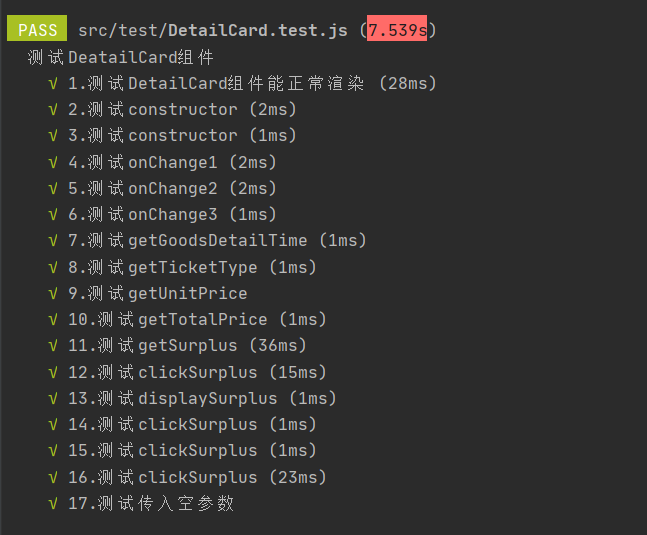 PASS src/test/DetailCard.test.js (7.539s)
测试DeatailCard组件
√ 1.测试DetailCard组件能正常渲染 (28ms)
√ 2.测试constructor (2ms)
√ 3.测试constructor (1ms)
√ 4.测试onChange1 (2ms)
√ 5.测试onChange2 (2ms)
√ 6.测试onChange3 (1ms)
√ 7.测试getGoodsDetailTime (1ms)
√ 8.测试getTicketType (1ms)
√ 9.测试getUnitPrice
√ 10.测试getTotalPrice (1ms)
√ 11.测试getSurplus (36ms)
√ 12.测试clickSurplus (15ms)
√ 13.测试displaySurplus (1ms)
√ 14.测试clickSurplus (1ms)
√ 15.测试clickSurplus (1ms)
√ 16.测试clickSurplus (23ms)
√ 17.测试传入空参数